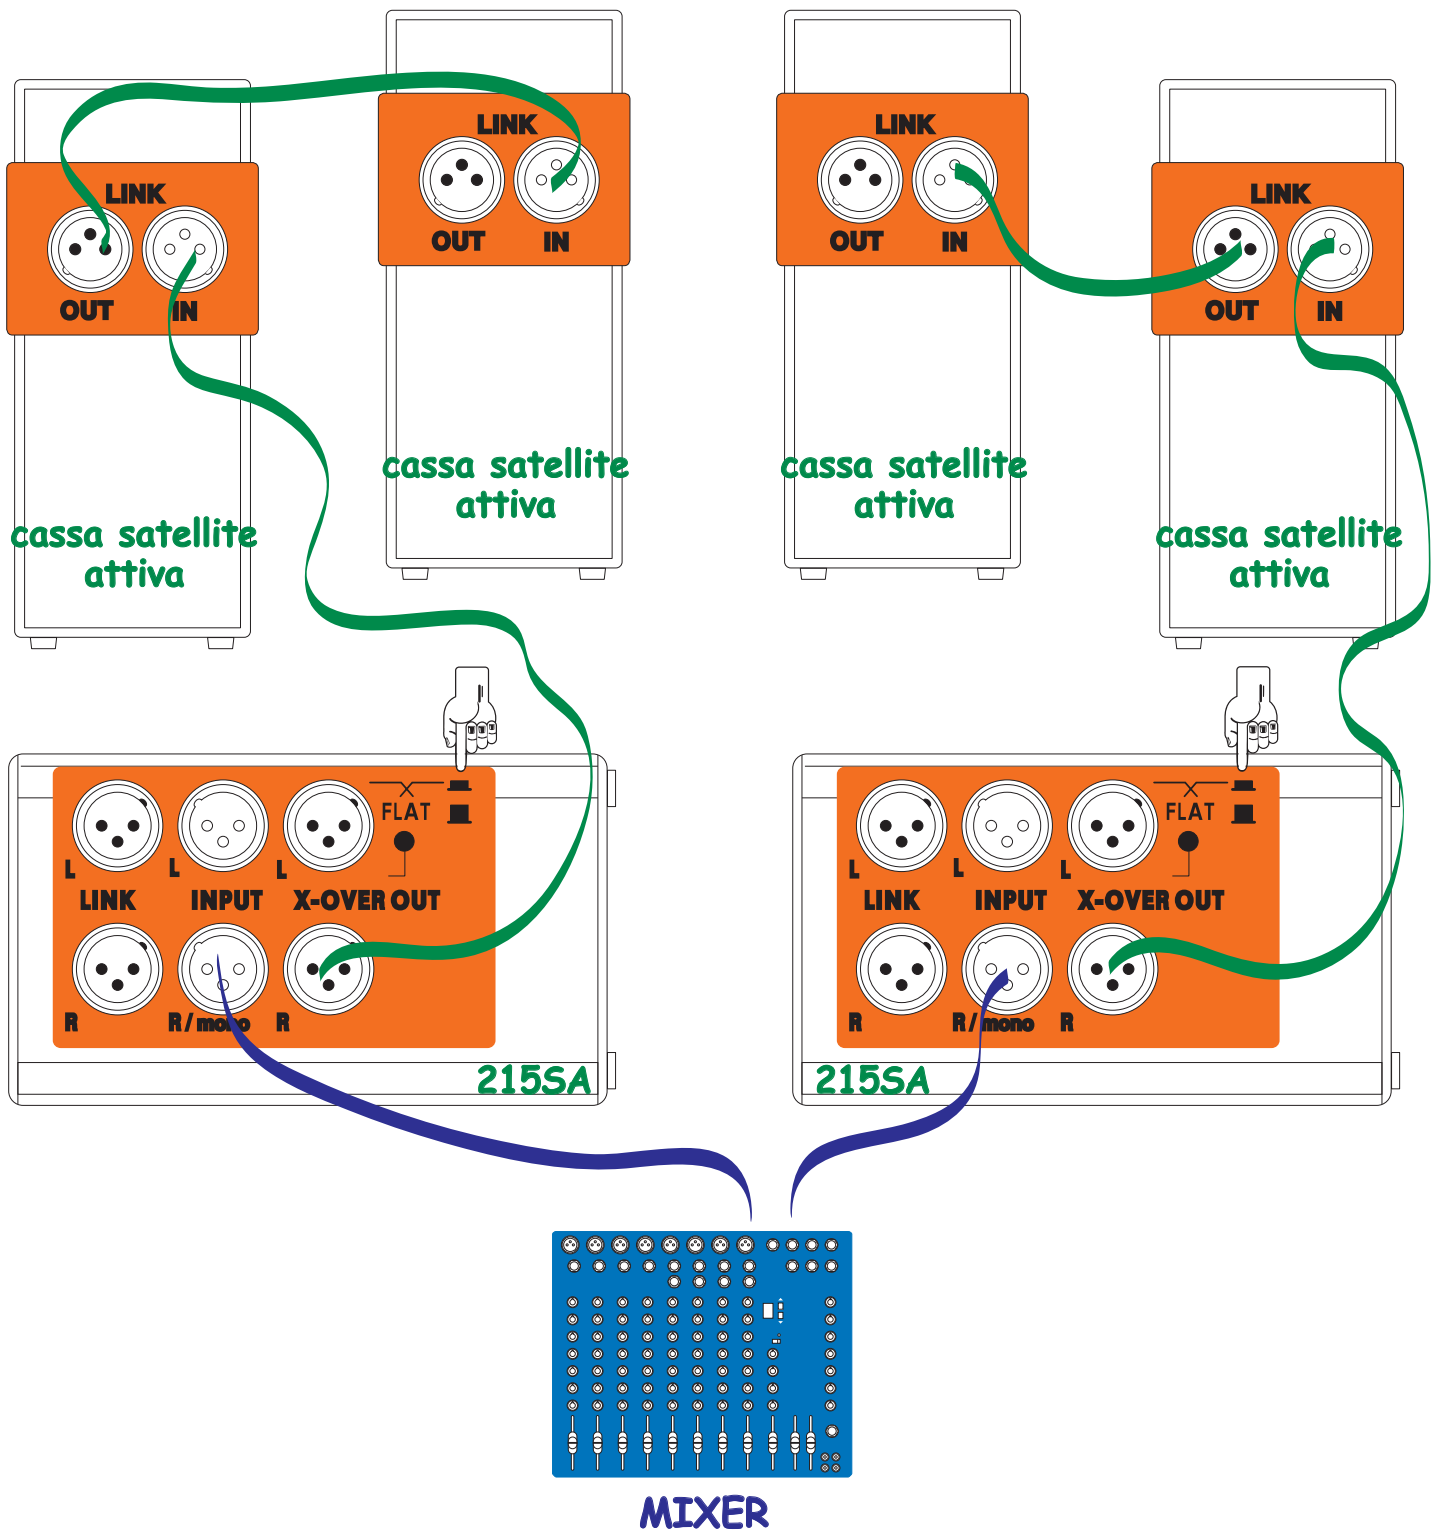 LINK
OUT IN
LINK
OUT IN
LINK
OUT IN
LINK
OUT IN
cassa satellite
attiva
cassa satellite
attiva
cassa satellite
attiva
cassa satellite
attiva
FLAT
L L L
LINK INPUT X-OVER OUT
R R / mono R
215SA
FLAT
L L L
LINK INPUT X-OVER OUT
R R / mono R
215SA
MIXER